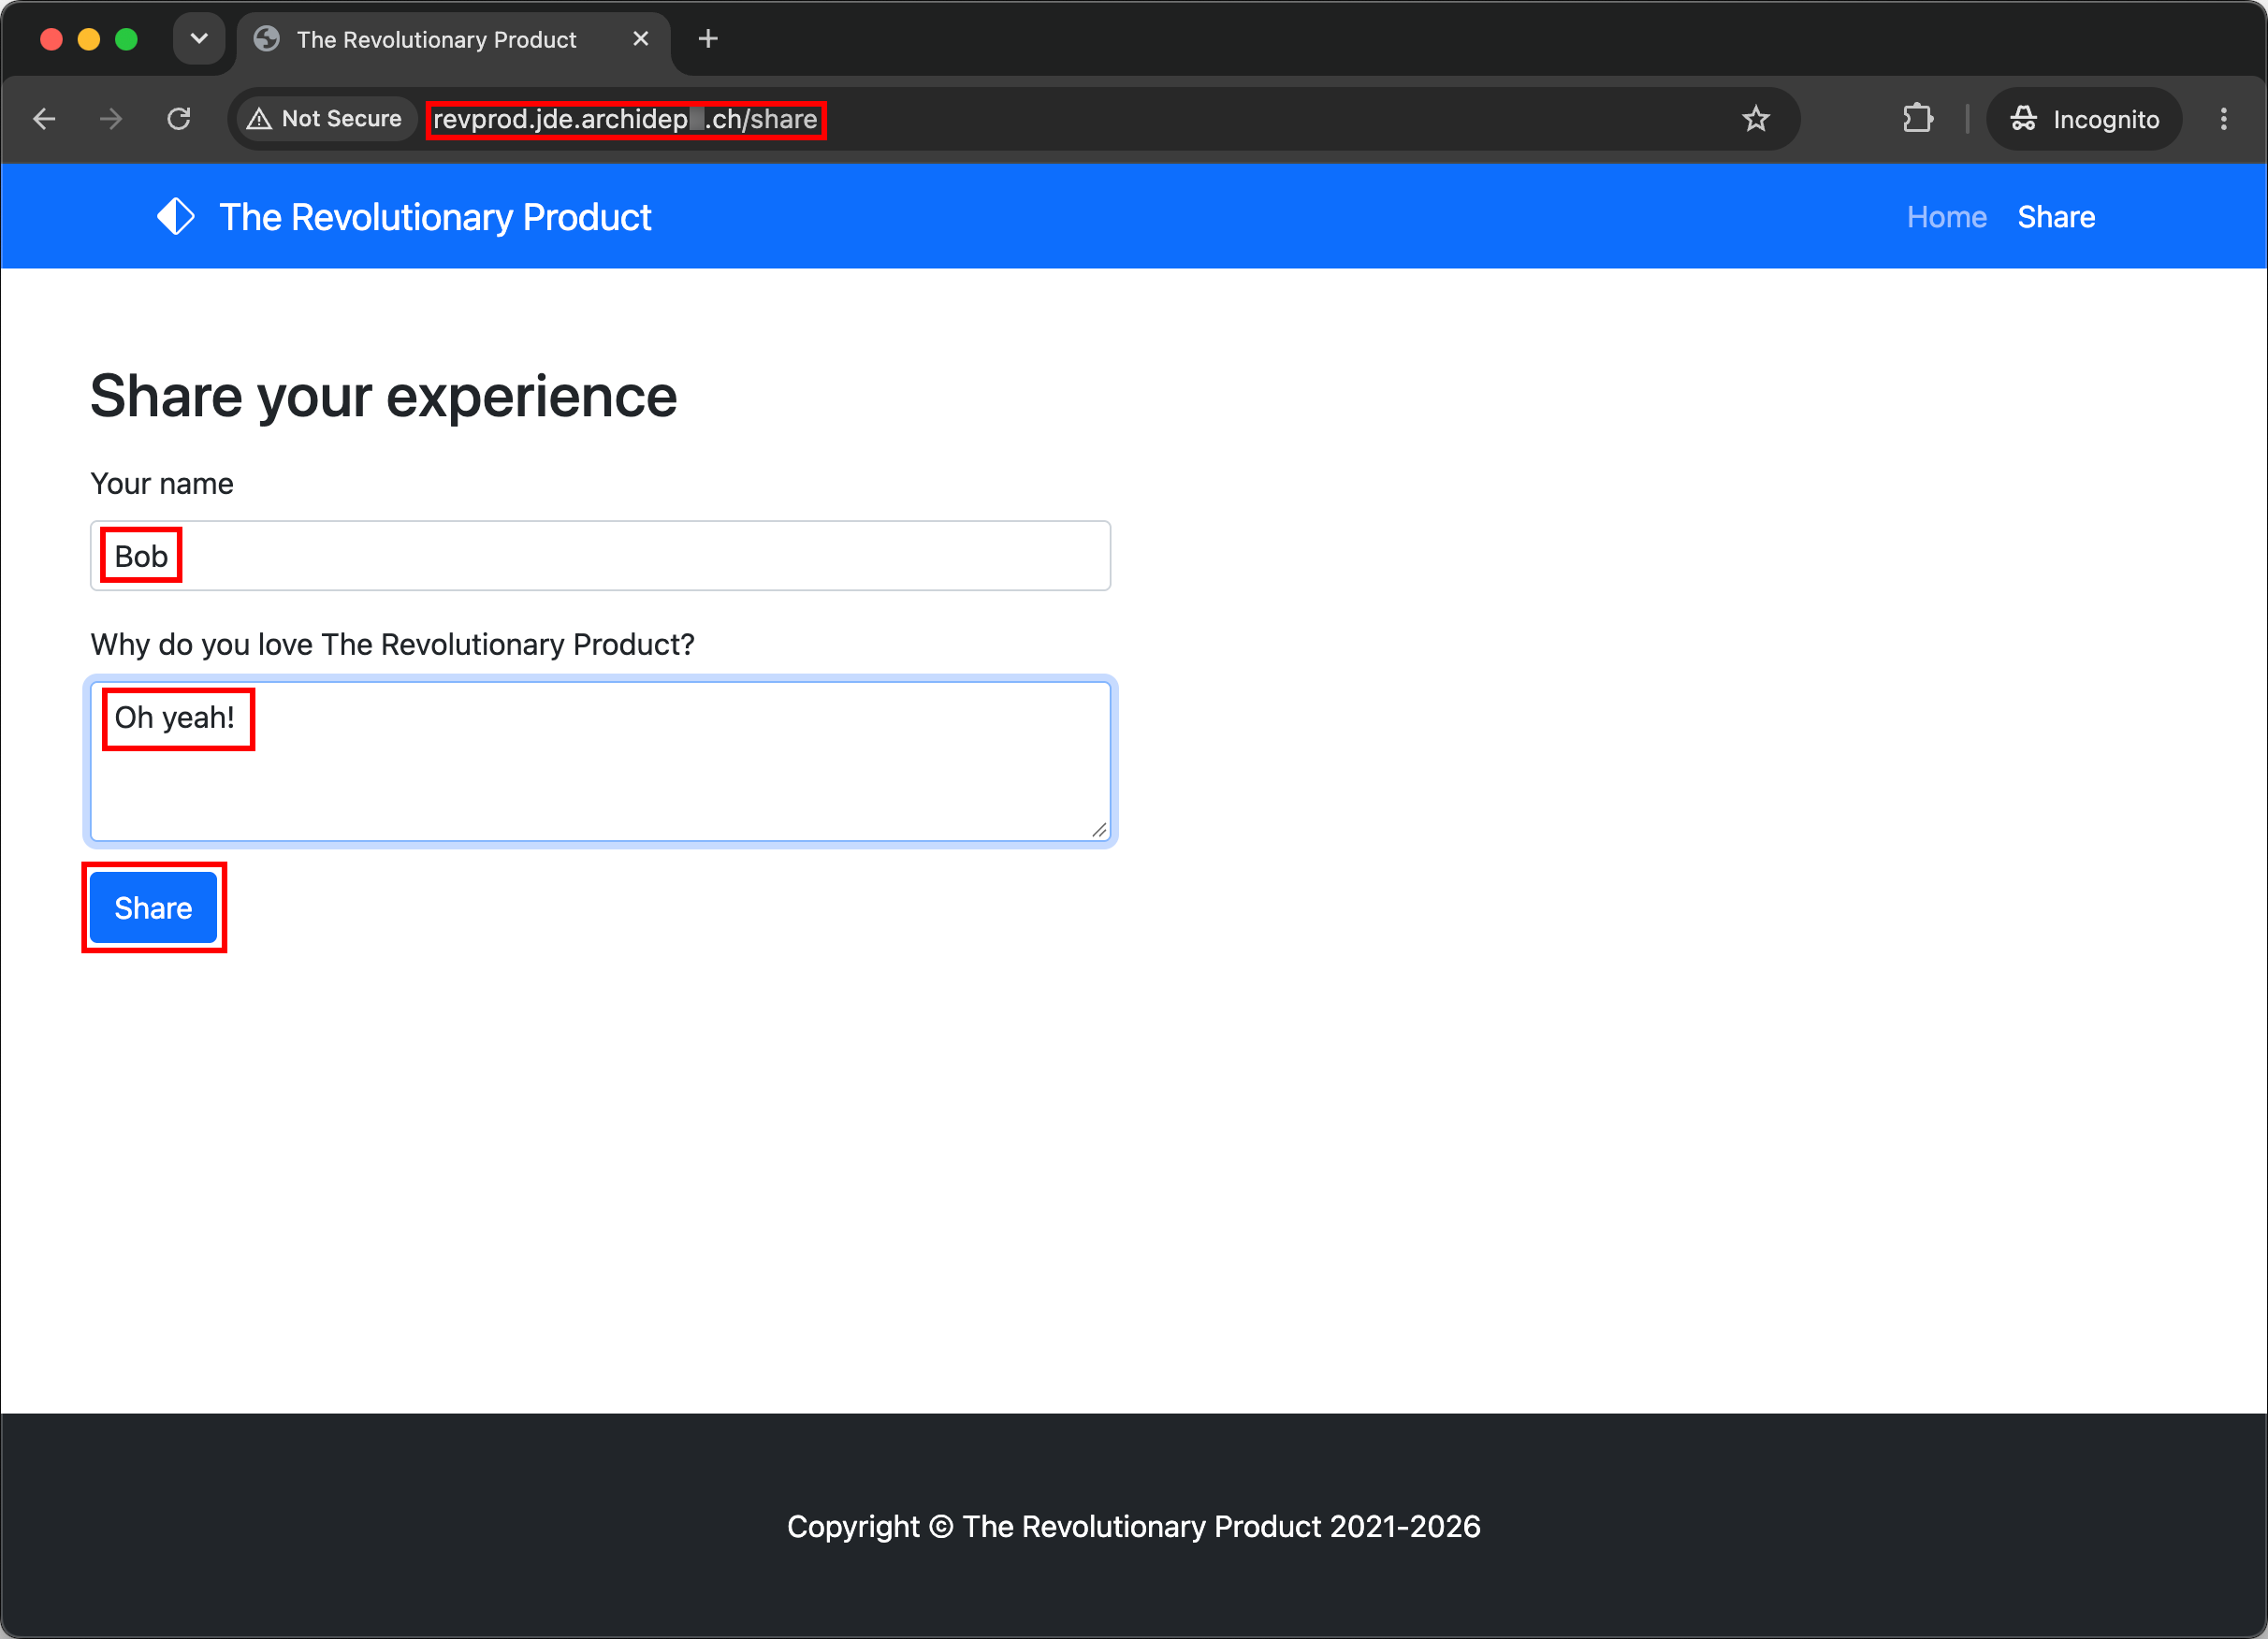 The Revolutionary Product
Not Secure
revprod.jde.archidep .ch/share
Incognito
The Revolutionary Product
Home
Share
Share your experience
Your name
Bob
Why do you love The Revolutionary Product?
Oh yeah!
Share
Copyright © The Revolutionary Product 2021-2026